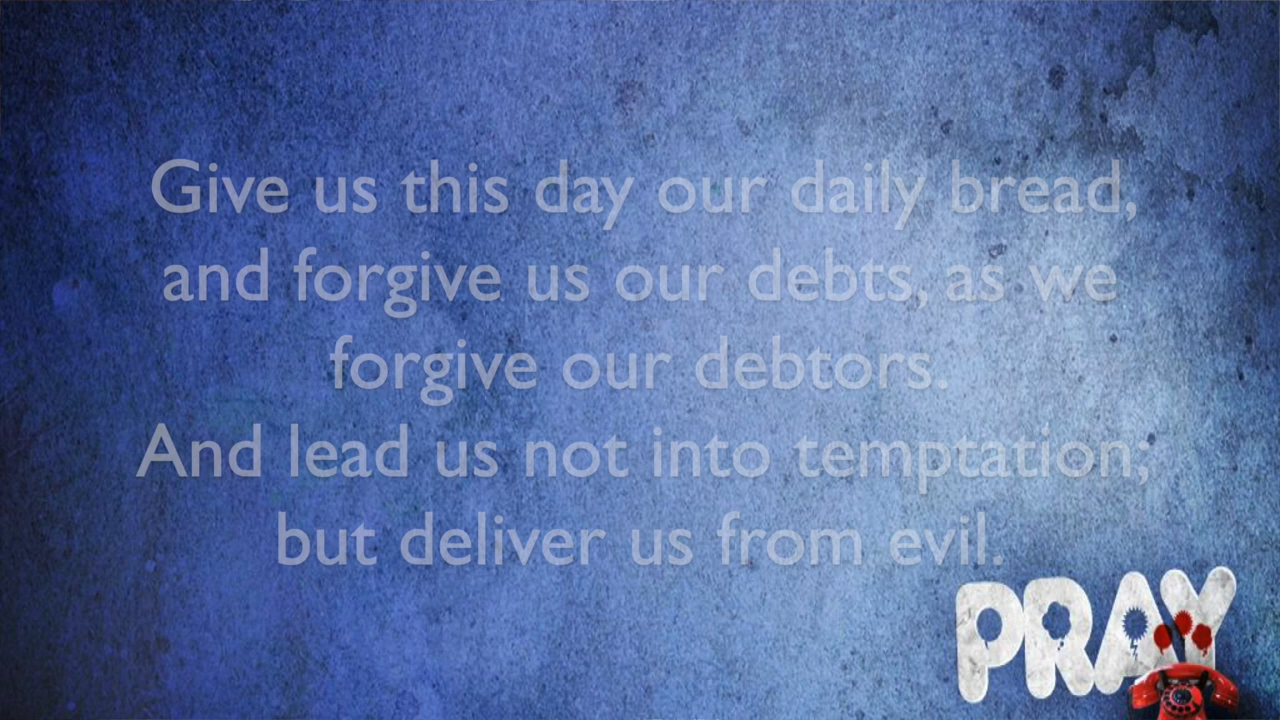 Give us this day our daily bread,
and forgive us our debts, as we
forgive our debtors.
And lead us not into temptation;
but deliver us from evil.
PRAY